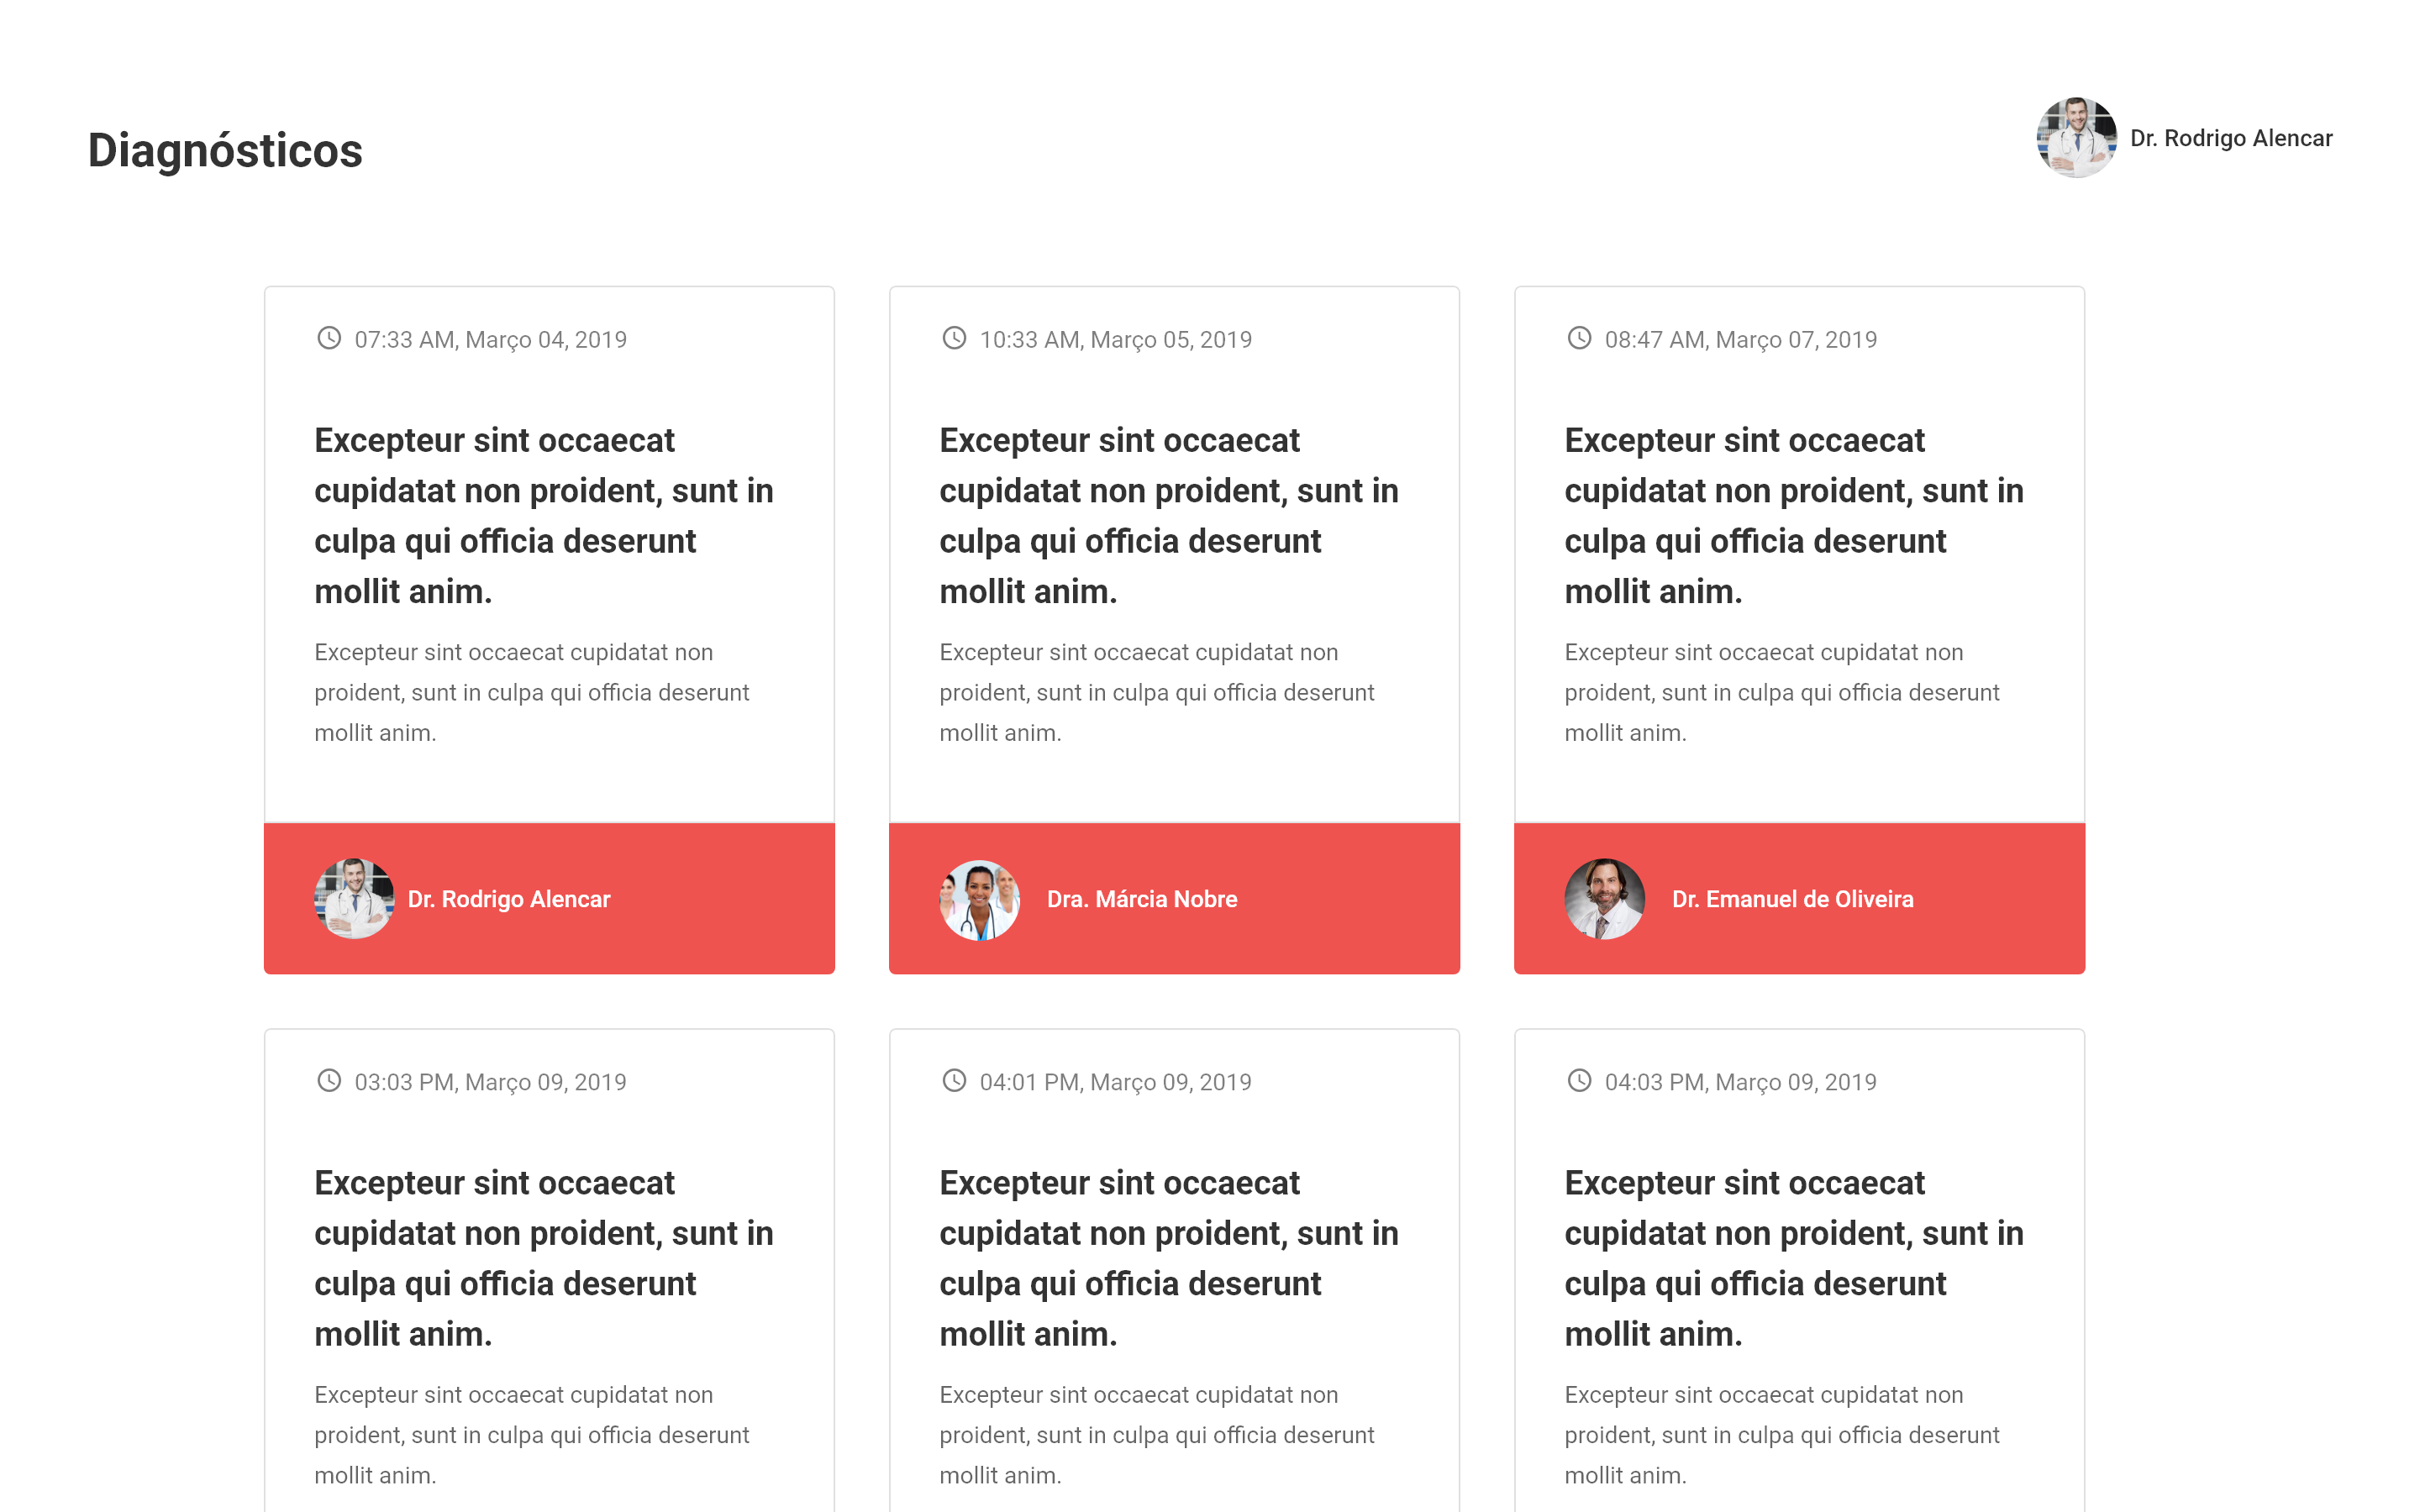 Diagnósticos
Dr. Rodrigo Alencar
07:33 AM, Março 04, 2019
Excepteur sint occaecat
cupidatat non proident, sunt in
culpa qui officia deserunt
mollit anim.
Excepteur sint occaecat cupidatat non
proident, sunt in culpa qui officia deserunt
mollit anim.
Dr. Rodrigo Alencar
10:33 AM, Março 05, 2019
Excepteur sint occaecat
cupidatat non proident, sunt in
culpa qui officia deserunt
mollit anim.
Excepteur sint occaecat cupidatat non
proident, sunt in culpa qui officia deserunt
mollit anim.
Dra. Márcia Nobre
08:47 AM, Março 07, 2019
Excepteur sint occaecat
cupidatat non proident, sunt in
culpa qui officia deserunt
mollit anim.
Excepteur sint occaecat cupidatat non
proident, sunt in culpa qui officia deserunt
mollit anim.
Dr. Emanuel de Oliveira
03:03 PM, Março 09, 2019
Excepteur sint occaecat
cupidatat non proident, sunt in
culpa qui officia deserunt
mollit anim.
Excepteur sint occaecat cupidatat non
proident, sunt in culpa qui officia deserunt
mollit anim.
04:01 PM, Março 09, 2019
Excepteur sint occaecat
cupidatat non proident, sunt in
culpa qui officia deserunt
mollit anim.
Excepteur sint occaecat cupidatat non
proident, sunt in culpa qui officia deserunt
mollit anim.
04:03 PM, Março 09, 2019
Excepteur sint occaecat
cupidatat non proident, sunt in
culpa qui officia deserunt
mollit anim.
Excepteur sint occaecat cupidatat non
proident, sunt in culpa qui officia deserunt
mollit anim.